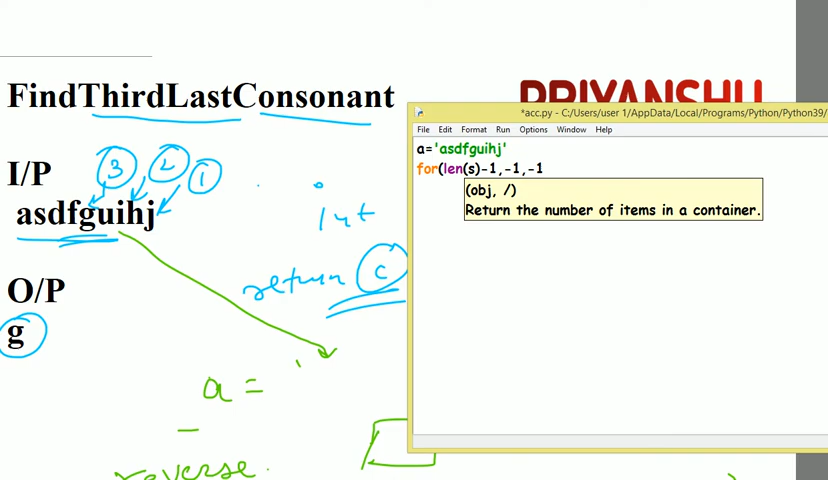 FindThirdLastConsonant
PRIYANSHU
*acc.py - C:/Users/user 1/AppData/Local/Programs/Python/Python39/
File Edit Format Run Options Window Help
a='asdfguihj'
for(len(s)-1,-1,-1
(obj, /)
Return the number of items in a container.
I/P
3 2 1
asdfguihj
int
return c
O/P
g
a = '
reverse.